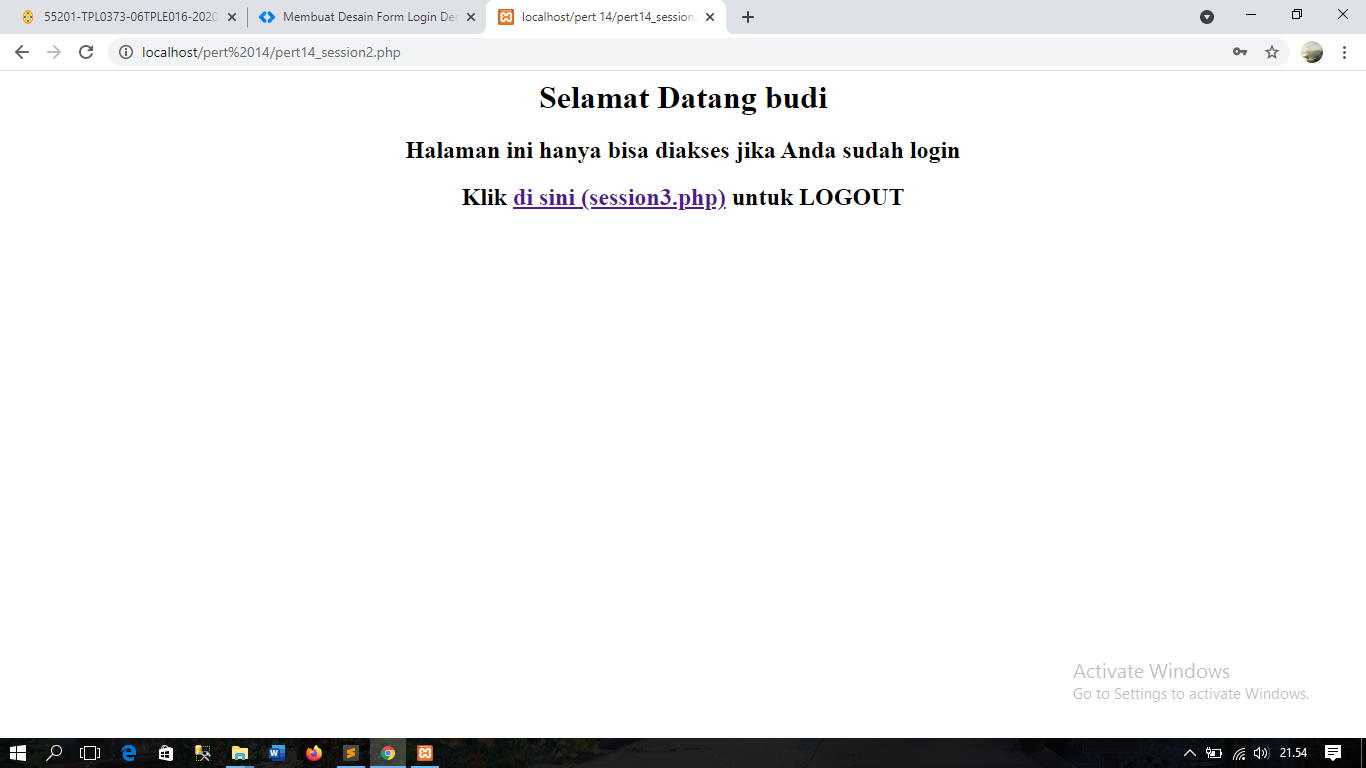 55201-TPL0373-06TPLE016-2020
Membuat Desain Form Login De
localhost/pert 14/pert14_session
localhost/pert%2014/pert14_session2.php
Selamat Datang budi
Halaman ini hanya bisa diakses jika Anda sudah login
Klik di sini (session3.php) untuk LOGOUT
Activate Windows
Go to Settings to activate Windows.
21.54